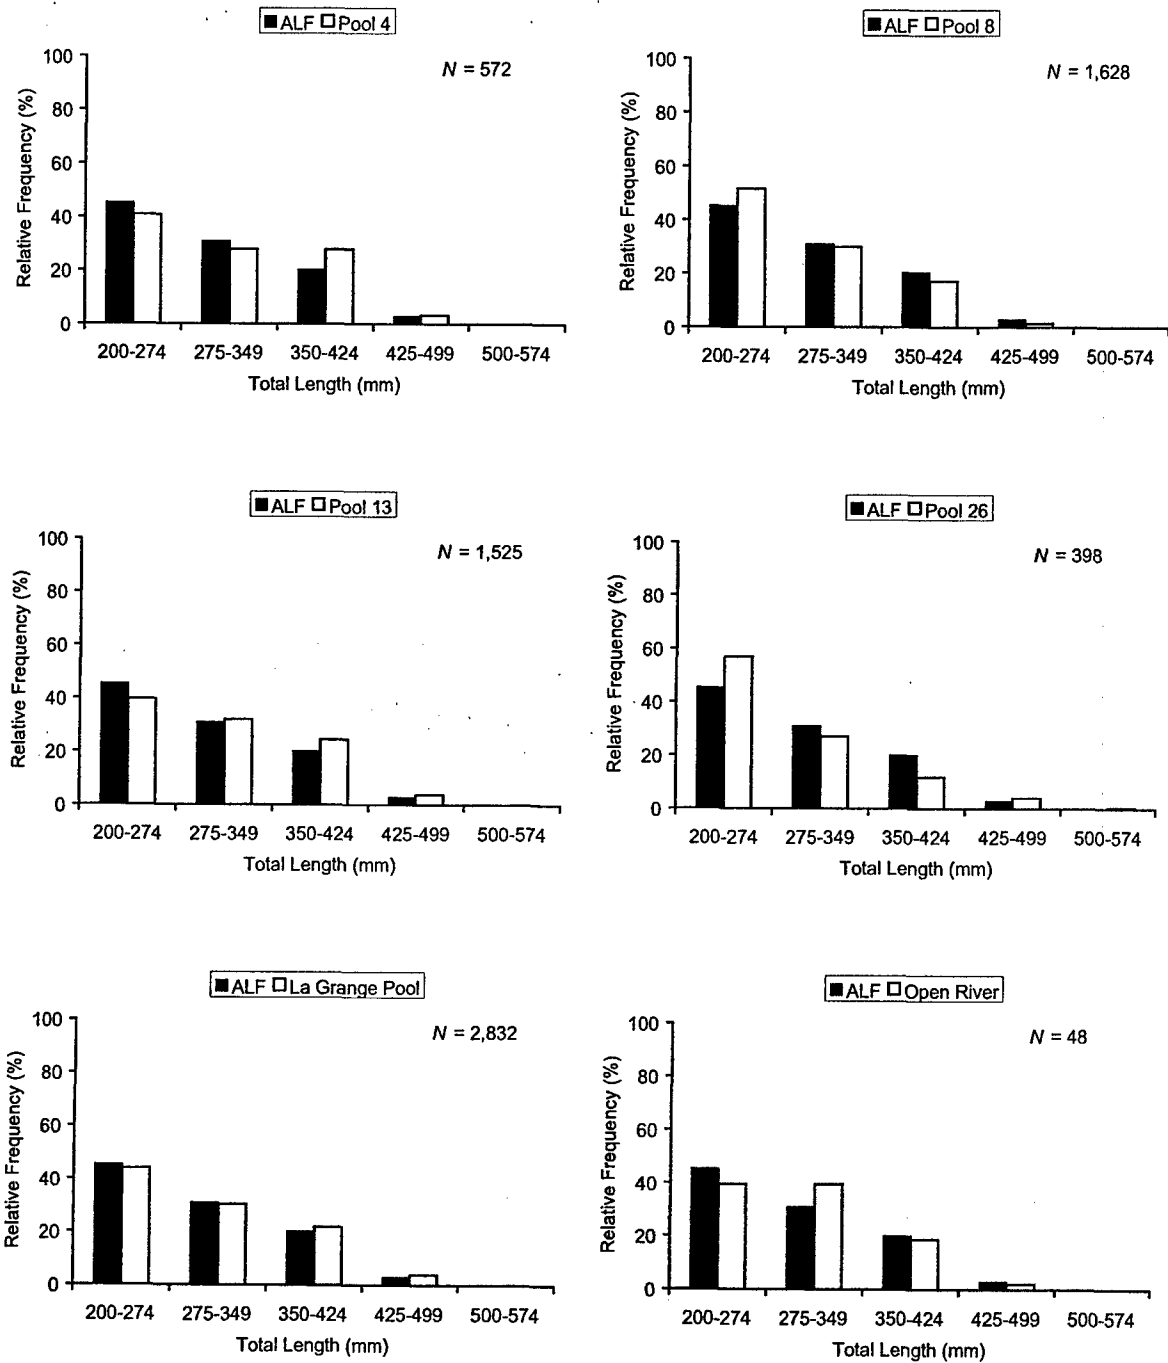 ■ ALF □ Pool 4
N = 572
Relative Frequency (%)
100
80
60
40
20
0
200-274 275-349 350-424 425-499 500-574
Total Length (mm)
■ ALF □ Pool 8
N = 1,628
Relative Frequency (%)
100
80
60
40
20
0
200-274 275-349 350-424 425-499 500-574
Total Length (mm)
■ ALF □ Pool 13
N = 1,525
Relative Frequency (%)
100
80
60
40
20
0
200-274 275-349 350-424 425-499 500-574
Total Length (mm)
■ ALF □ Pool 26
N = 398
Relative Frequency (%)
100
80
60
40
20
0
200-274 275-349 350-424 425-499 500-574
Total Length (mm)
■ ALF □ La Grange Pool
N = 2,832
Relative Frequency (%)
100
80
60
40
20
0
200-274 275-349 350-424 425-499 500-574
Total Length (mm)
■ ALF □ Open River
N = 48
Relative Frequency (%)
100
80
60
40
20
0
200-274 275-349 350-424 425-499 500-574
Total Length (mm)